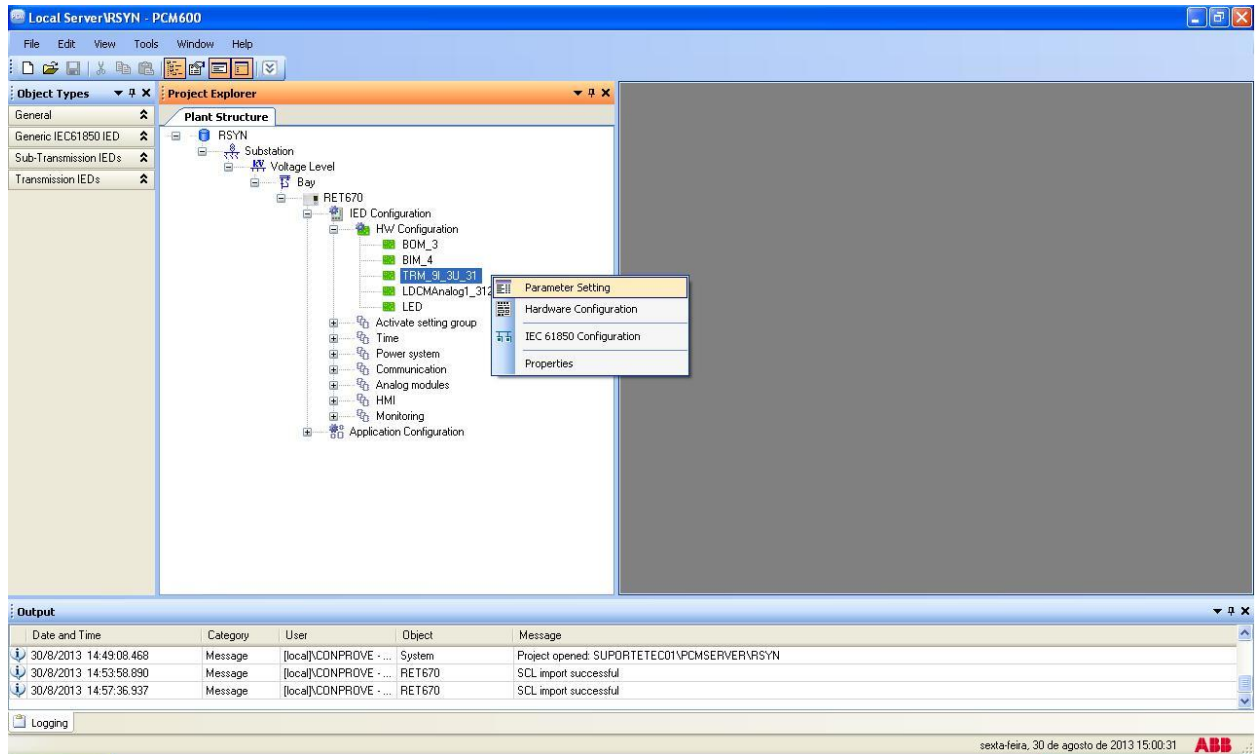 Local Server\RSYN - PCM600
File Edit View Tools Window Help
Object Types
General
Generic IEC61850 IED
Sub-Transmission IEDs
Transmission IEDs
Project Explorer
Plant Structure
RSYN
Substation
Voltage Level
Bay
RET670
IED Configuration
HW Configuration
BOM_3
BIM_4
TRM_9I_3U_31
LDCMAnalog1_312
LED
Activate setting group
Time
Power system
Communication
Analog modules
HMI
Monitoring
Application Configuration
Parameter Setting
Hardware Configuration
IEC 61850 Configuration
Properties
Output
Date and Time Category User Object Message
30/8/2013 14:49:08.468 Message [local]\CONPROVE - ... System Project opened: SUPORTETEC01\PCMSERVER\RSYN
30/8/2013 14:53:58.890 Message [local]\CONPROVE - ... RET670 SCL import successful
30/8/2013 14:57:36.937 Message [local]\CONPROVE - ... RET670 SCL import successful
Logging
sexta-feira, 30 de agosto de 2013 15:00:31 ABB